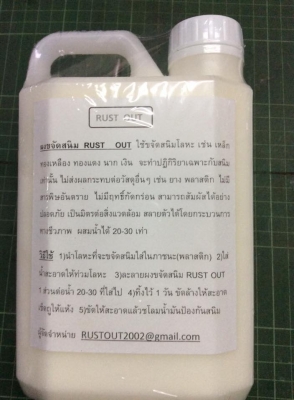 RUST OUT
ผงขจัดสนิม RUST OUT ใช้ขจัดสนิมโลหะ เช่น เหล็ก
ทองเหลือง ทองแดง นาก เงิน จะทำปฏิกิริยาเฉพาะกับสนิม
เท่านั้น ไม่ส่งผลกระทบต่อวัสดุอื่นๆ เช่น ยาง พลาสติก ไม่มี
สารพิษอันตราย ไม่มีฤทธิ์กัดกร่อน สามารถสัมผัสได้อย่าง
ปลอดภัย เป็นมิตรต่อสิ่งแวดล้อม สลายตัวได้โดยกระบวนการ
ทางชีวภาพ ผสมน้ำได้ 20-30 เท่า
วิธีใช้ 1)นำโลหะที่จะขจัดสนิมใส่ในภาชนะ(พลาสติก) 2)ใส่
น้ำสะอาดให้ท่วมโลหะ 3)ละลายผงขจัดสนิม RUST OUT
1 ส่วนต่อน้ำ 20-30 ที่ใส่ไป 4)ทิ้งไว้ 1 วัน ขัดล้างให้สะอาด
เช็ดถูให้แห้ง 5)ขัดให้สะอาดแล้วชโลมน้ำมันป้องกันสนิม
ผู้จัดจำหน่าย RUSTOUT2002@gmail.com